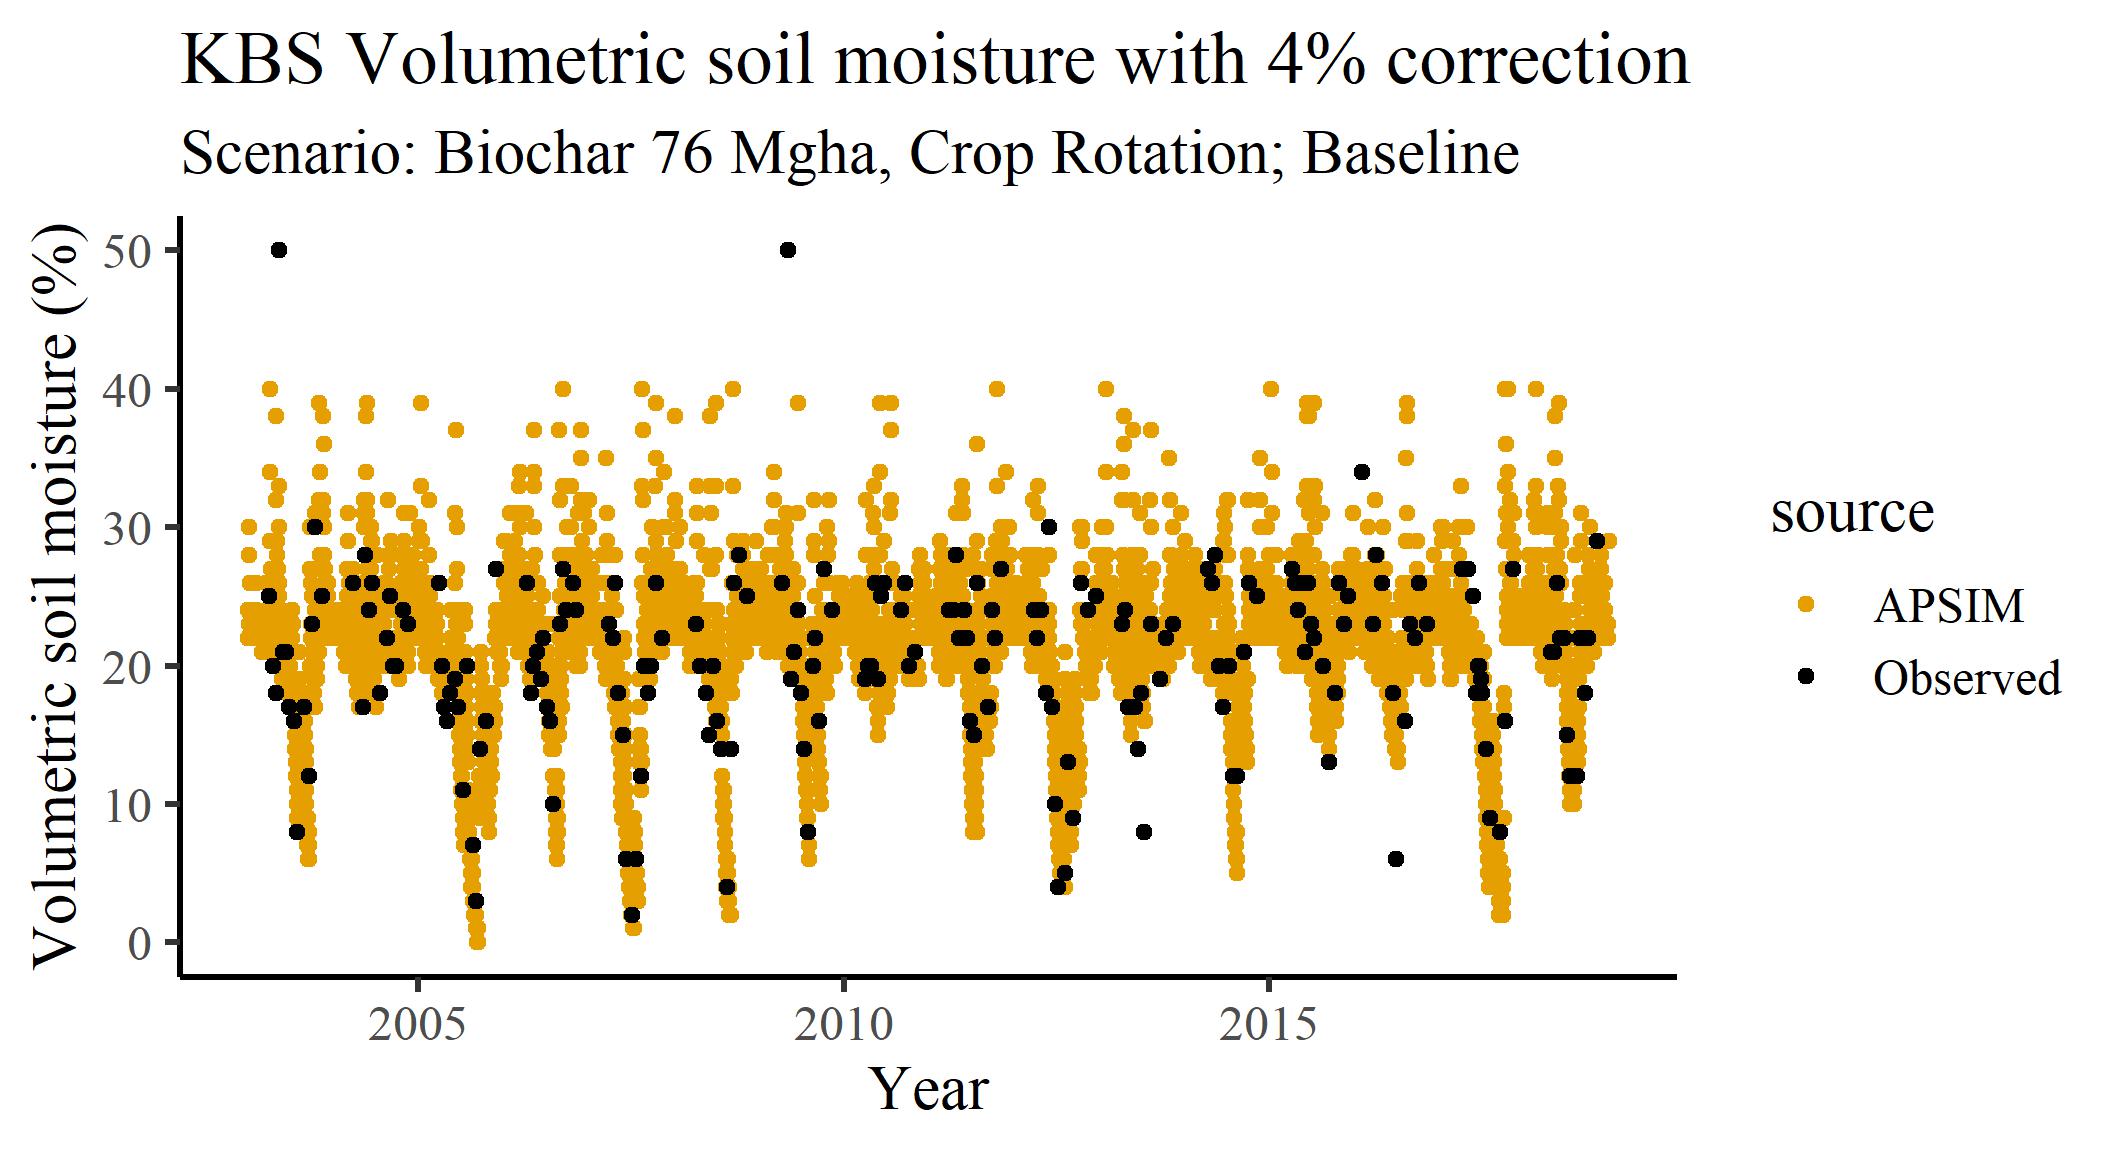 KBS Volumetric soil moisture with 4% correction
Scenario: Biochar 76 Mgha, Crop Rotation; Baseline
Volumetric soil moisture (%)
50
40
30
20
10
0
2005 2010 2015
Year
source
APSIM
Observed